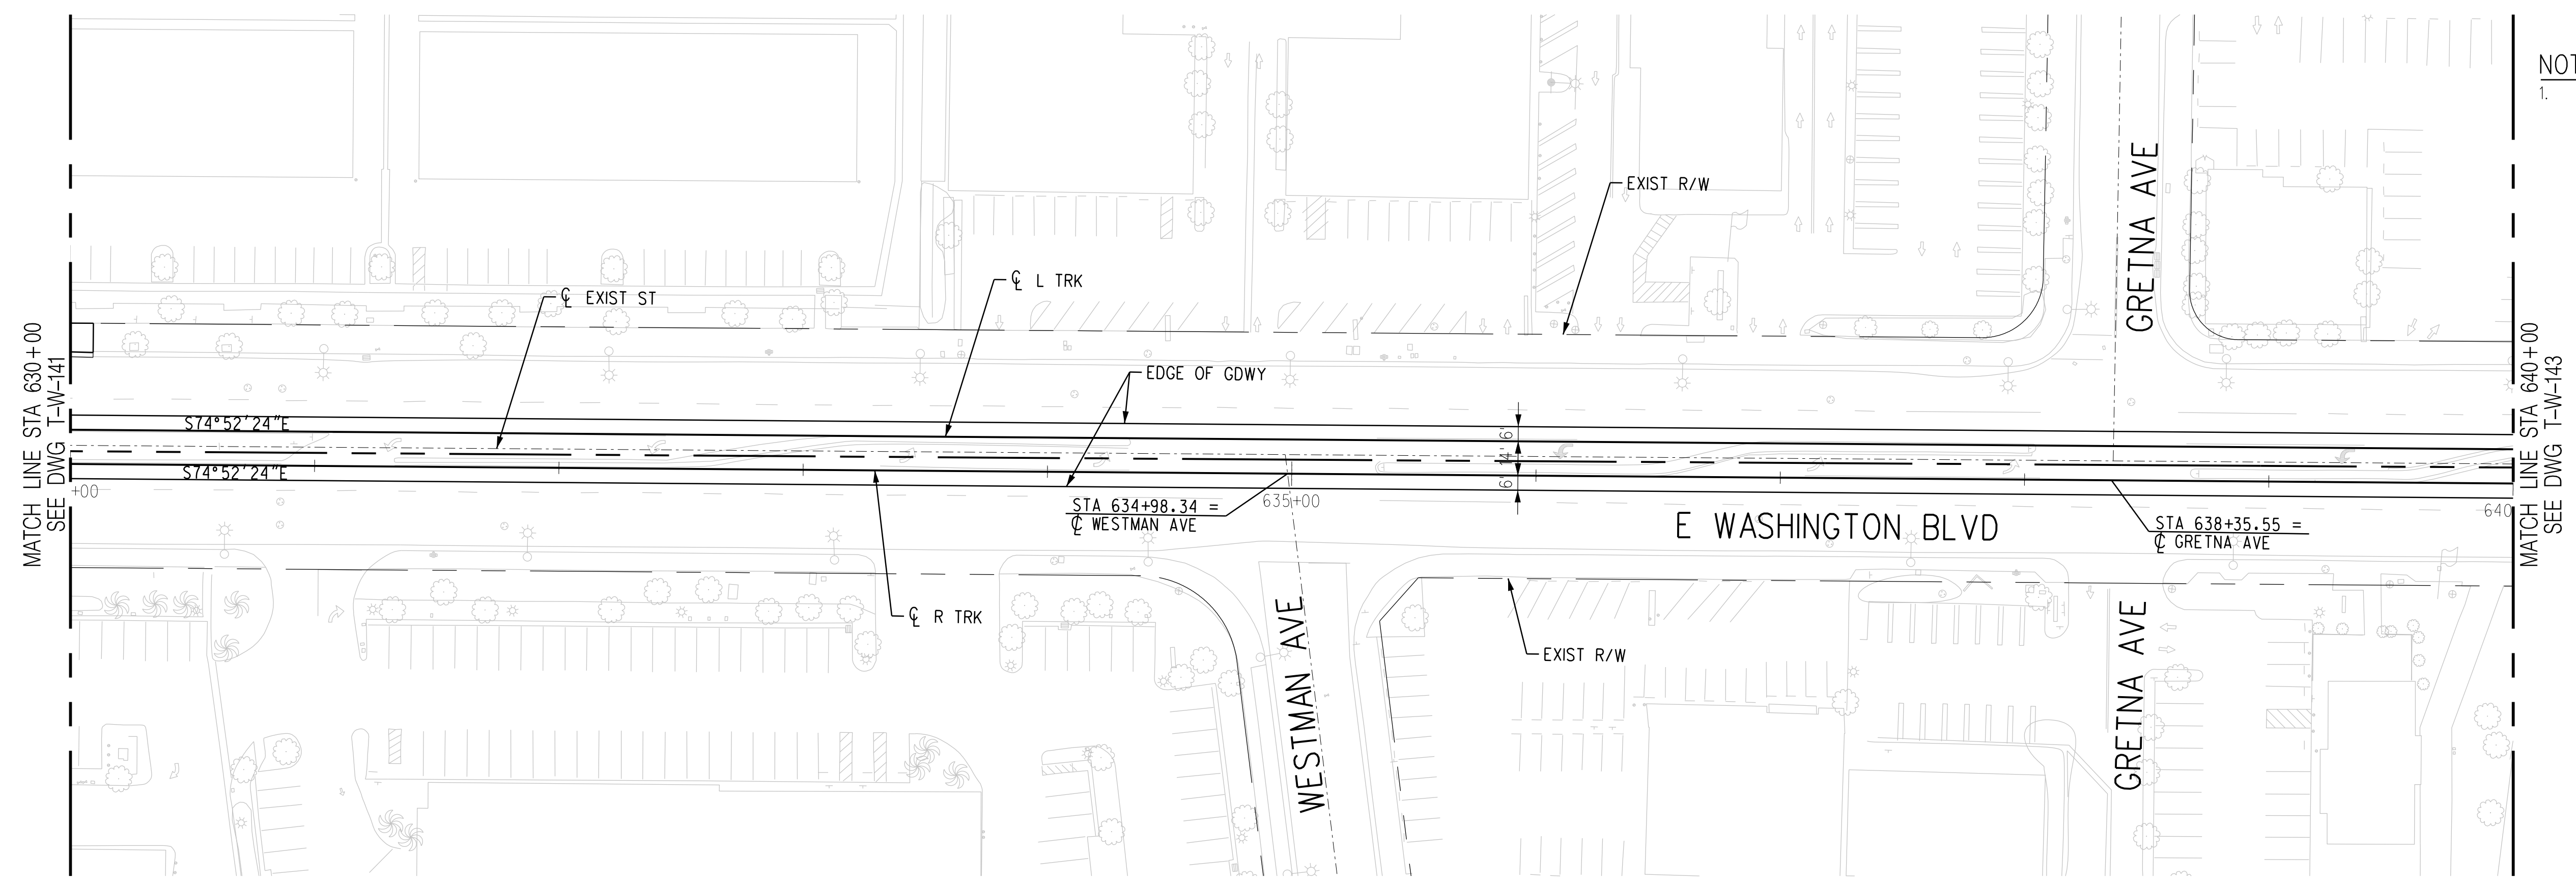 NOT
1.
MATCH LINE STA 630+00
SEE DWG T-W-141
GRETNA AVE
EXIST R/W
℄ L TRK
℄ EXIST ST
EDGE OF GDWY
S74°52'24"E
S74°52'24"E
6'
14'
6'
+00
STA 634+98.34 =
℄ WESTMAN AVE
635+00
E WASHINGTON BLVD
STA 638+35.55 =
℄ GRETNA AVE
640
MATCH LINE STA 640+00
SEE DWG T-W-143
℄ R TRK
WESTMAN AVE
EXIST R/W
GRETNA AVE